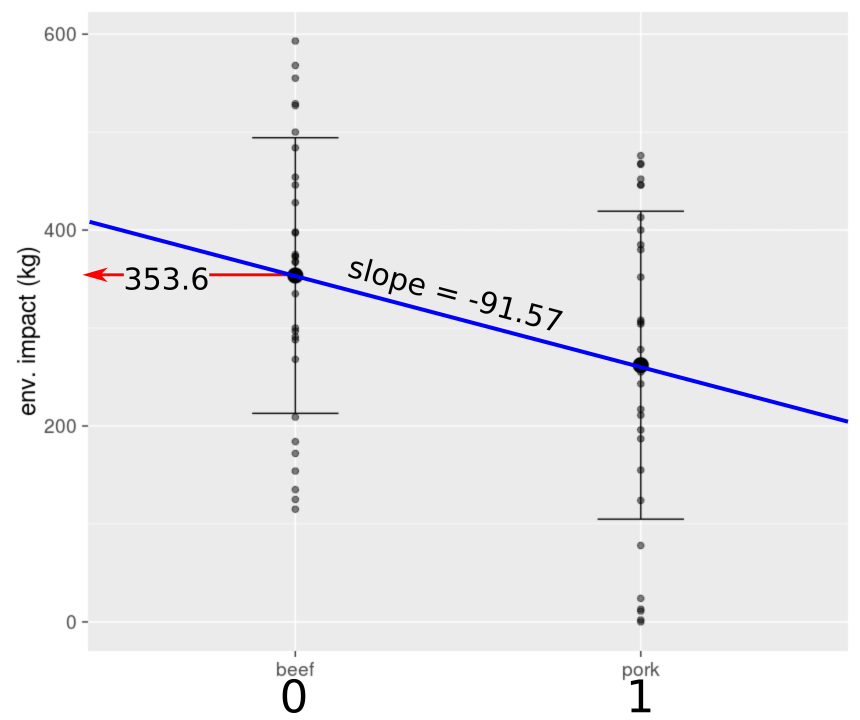 600
400
200
0
env. impact (kg)
353.6
slope = -91.57
beef
pork
0
1